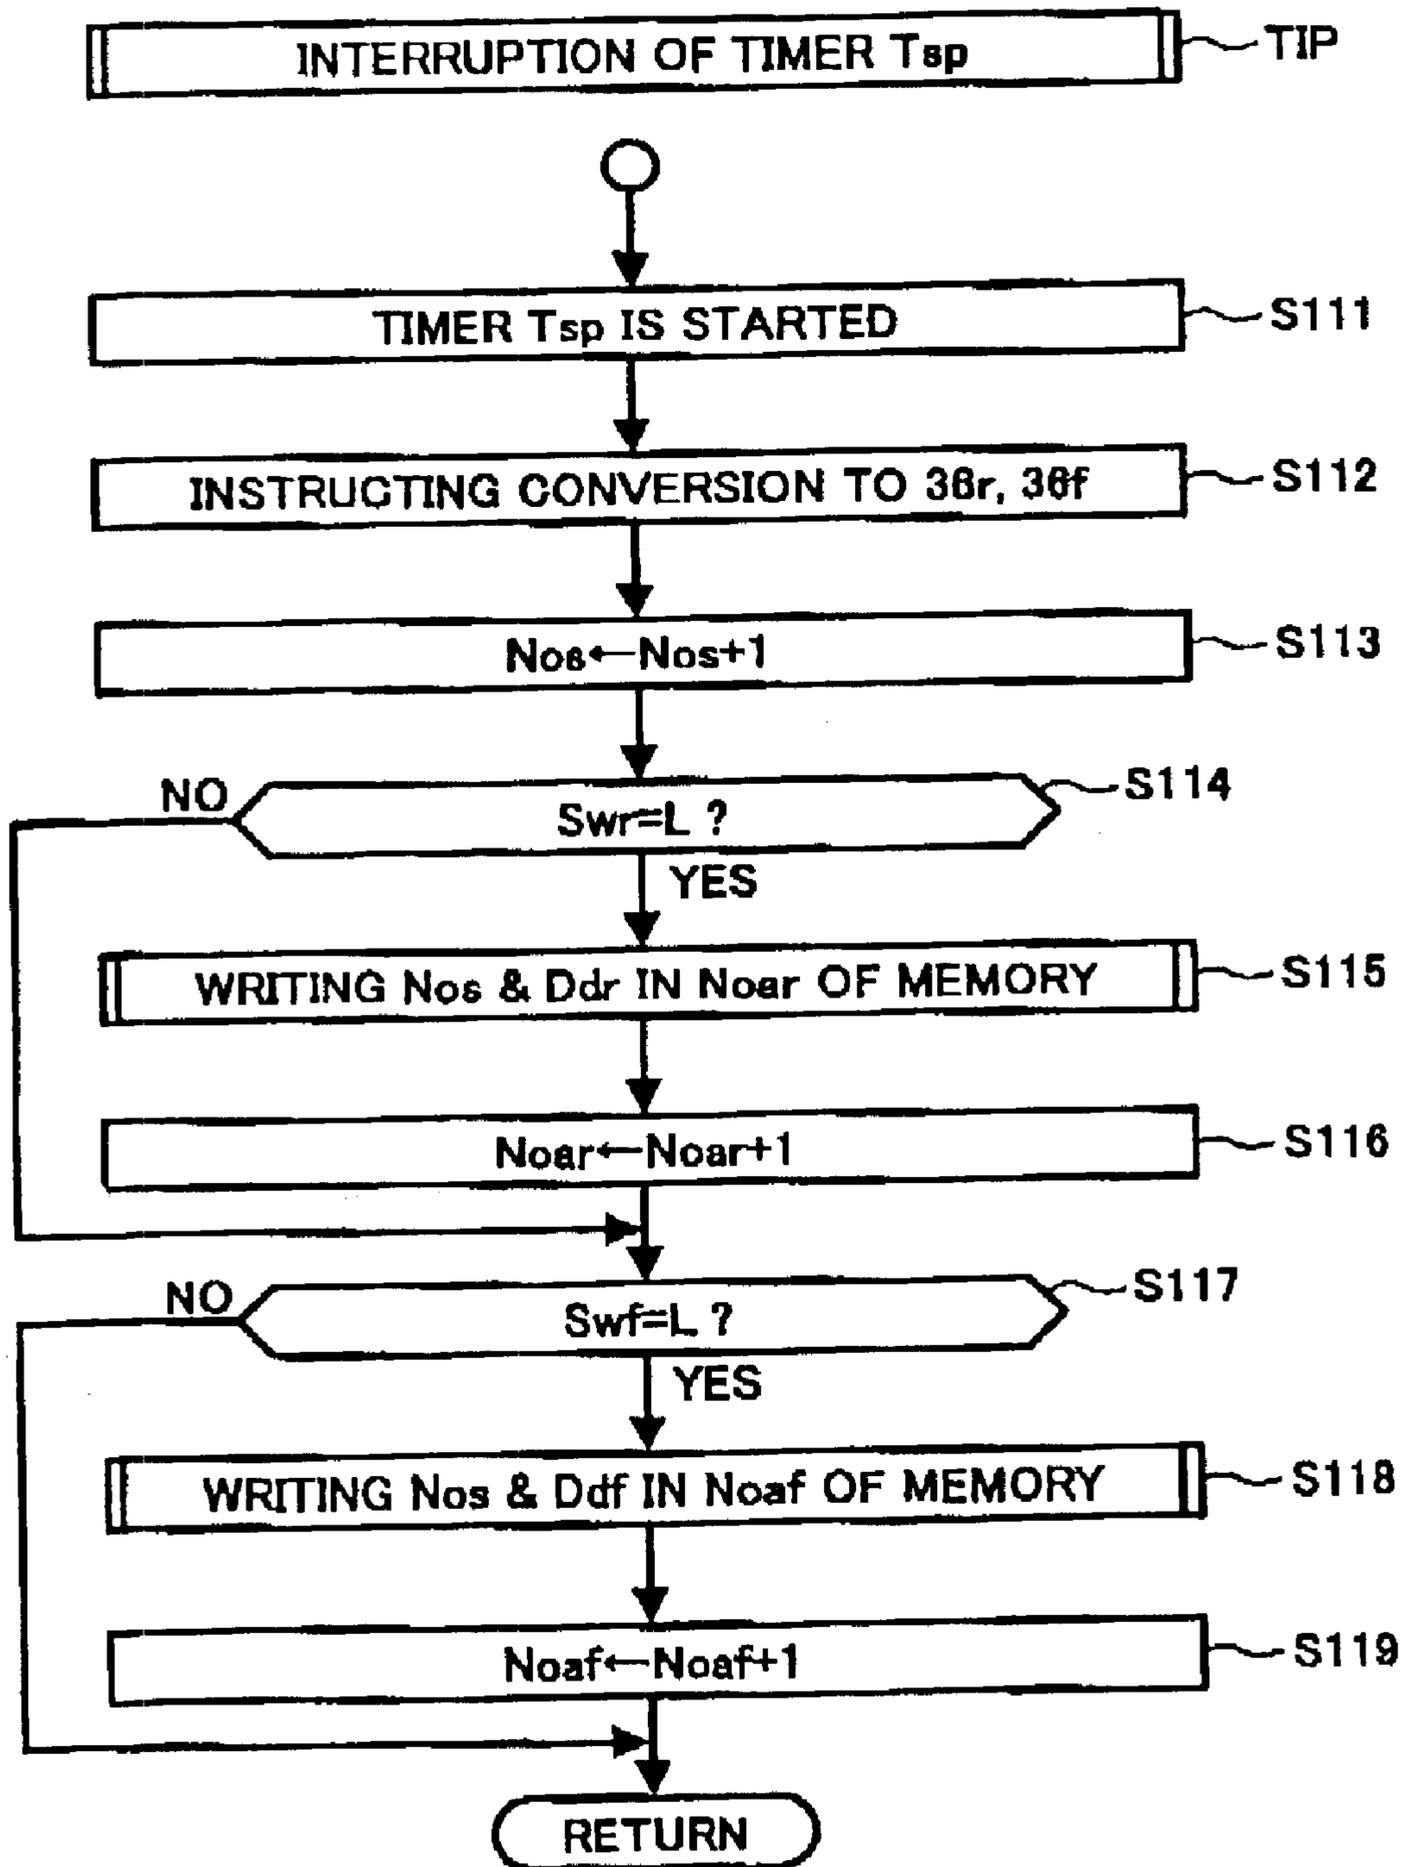 INTERRUPTION OF TIMER Tsp TIP
TIMER Tsp IS STARTED S111
INSTRUCTING CONVERSION TO 36r, 36f S112
Nos←Nos+1 S113
NO Swr=L ? S114
YES
WRITING Nos & Ddr IN Noar OF MEMORY S115
Noar←Noar+1 S116
NO Swf=L ? S117
YES
WRITING Nos & Ddf IN Noaf OF MEMORY S118
Noaf←Noaf+1 S119
RETURN